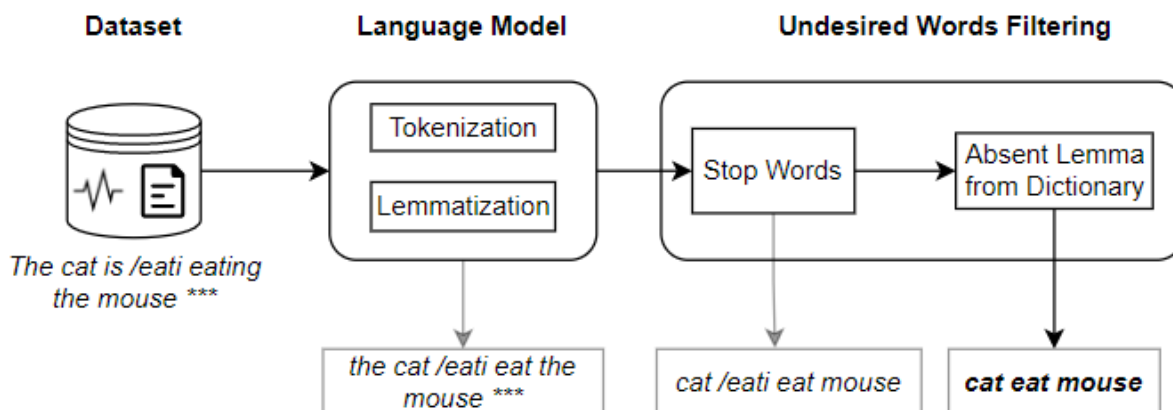 Dataset
Language Model
Undesired Words Filtering
Tokenization
Lemmatization
Stop Words
Absent Lemma
from Dictionary
The cat is /eati eating
the mouse ***
the cat /eati eat the
mouse ***
cat /eati eat mouse
cat eat mouse